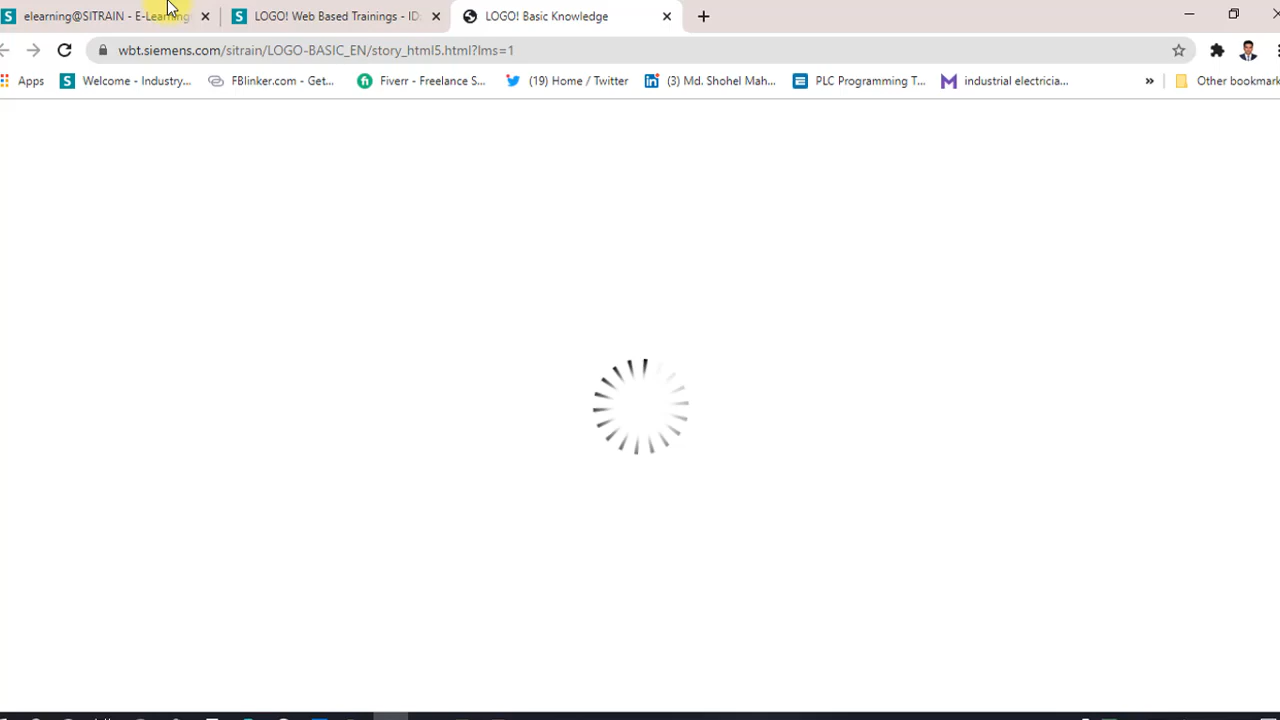 elearning@SITRAIN - E-Learning
LOGO! Web Based Trainings - ID:
LOGO! Basic Knowledge
wbt.siemens.com/sitrain/LOGO-BASIC_EN/story_html5.html?lms=1
Apps
Welcome - Industry...
FBlinker.com - Get...
Fiverr - Freelance S...
(19) Home / Twitter
(3) Md. Shohel Mah...
PLC Programming T...
industrial electricia...
»
Other bookmark